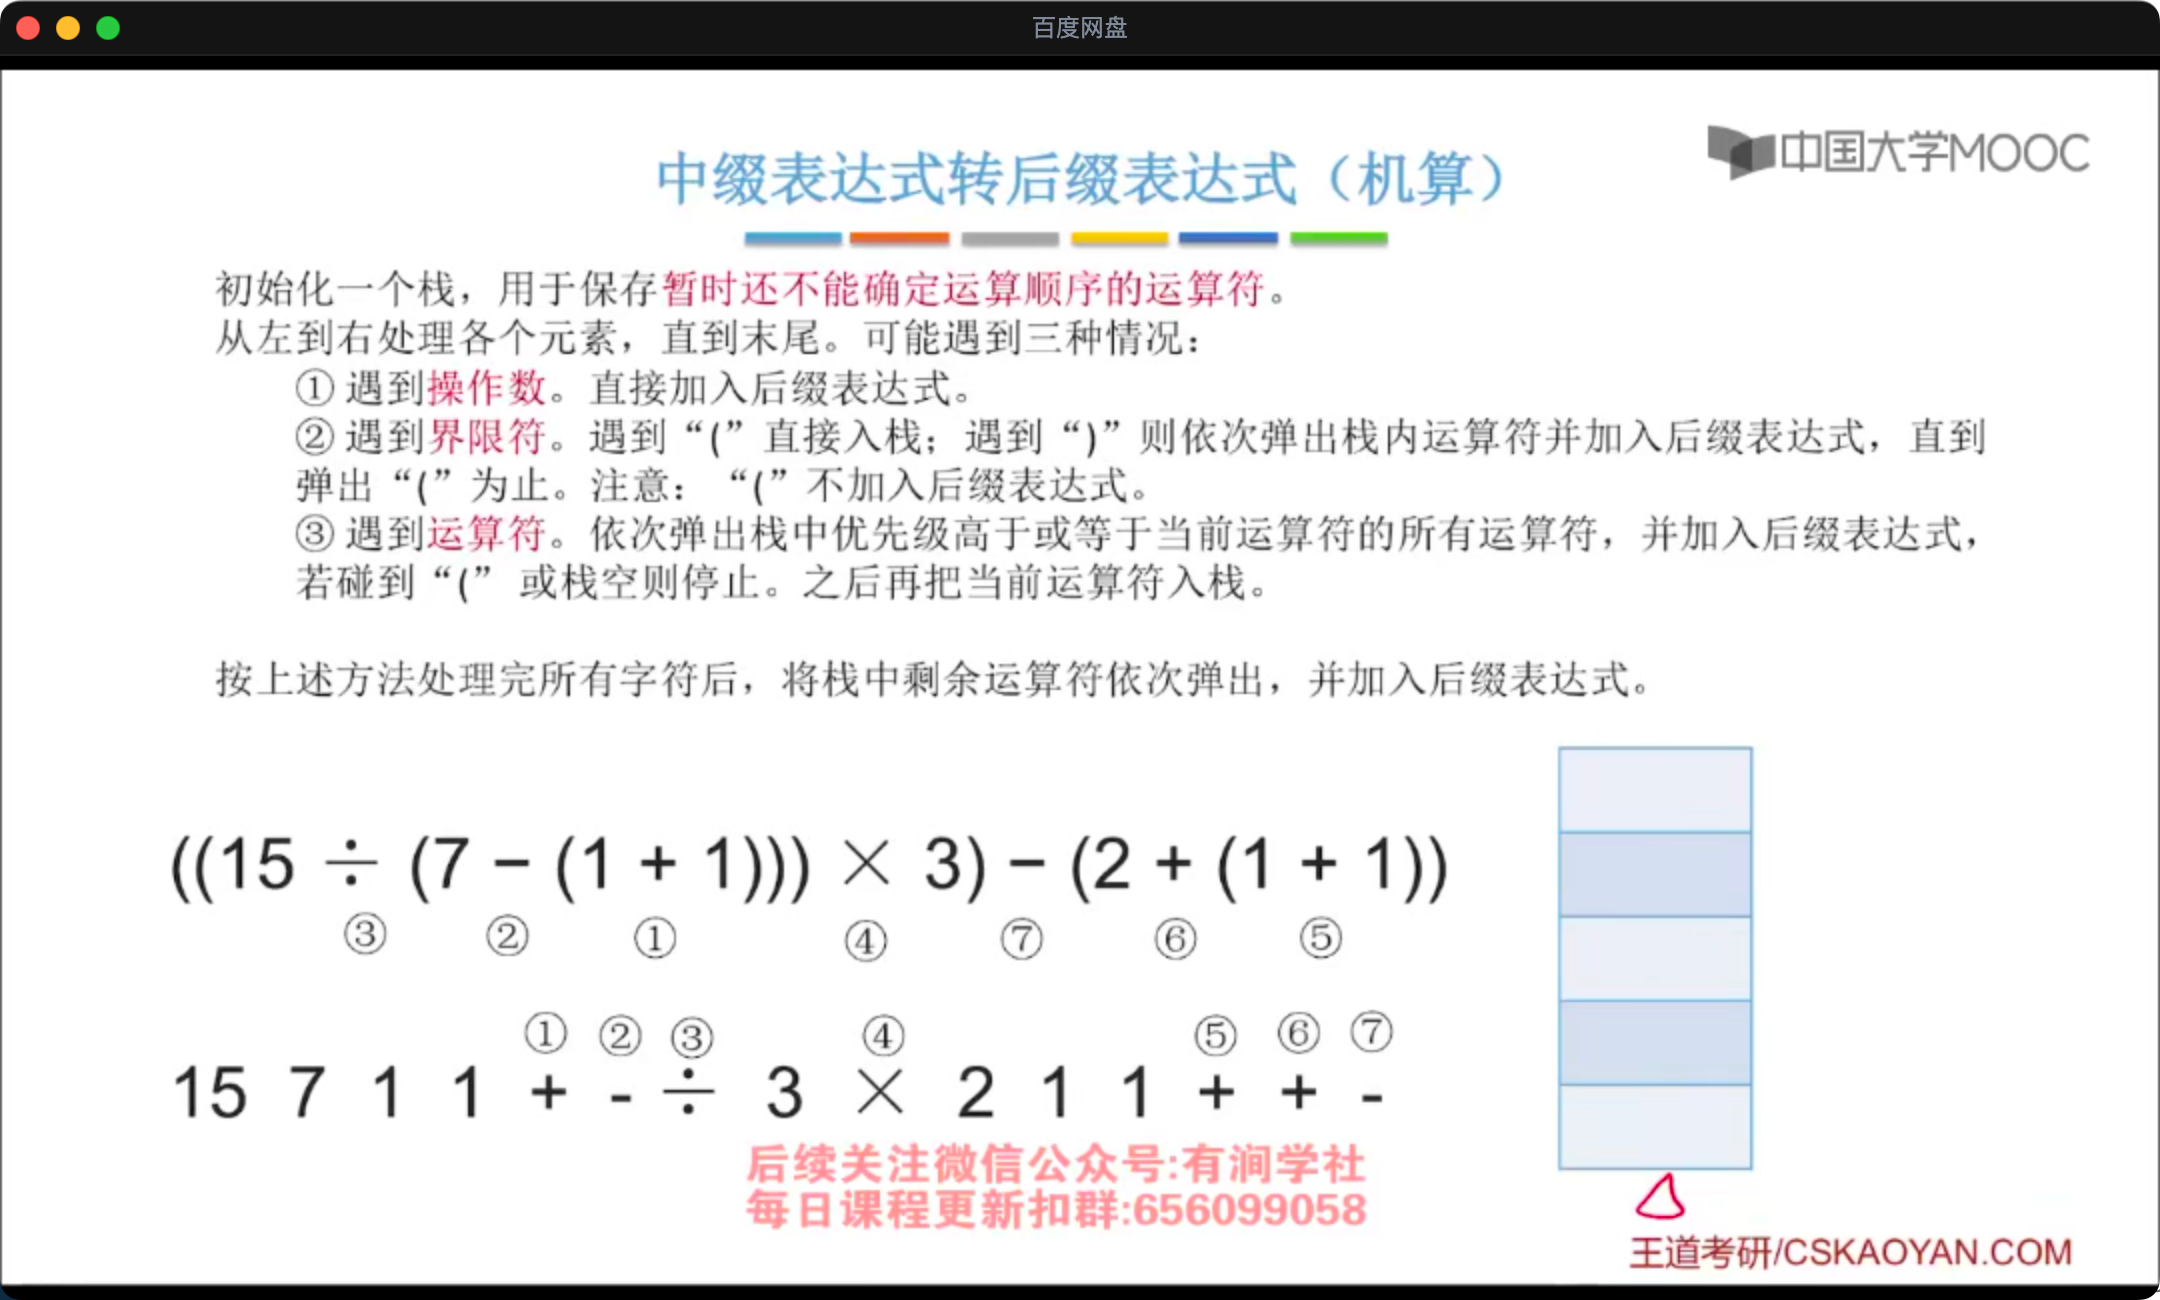 百度网盘
中国大学MOOC
中缀表达式转后缀表达式（机算）
初始化一个栈，用于保存暂时还不能确定运算顺序的运算符。
从左到右处理各个元素，直到末尾。可能遇到三种情况：
① 遇到操作数。直接加入后缀表达式。
② 遇到界限符。遇到“(”直接入栈；遇到“)”则依次弹出栈内运算符并加入后缀表达式，直到
弹出“(”为止。注意：“(”不加入后缀表达式。
③ 遇到运算符。依次弹出栈中优先级高于或等于当前运算符的所有运算符，并加入后缀表达式，
若碰到“(” 或栈空则停止。之后再把当前运算符入栈。
按上述方法处理完所有字符后，将栈中剩余运算符依次弹出，并加入后缀表达式。
((15 ÷ (7 − (1 + 1))) × 3) − (2 + (1 + 1))
③ ② ① ④ ⑦ ⑥ ⑤
① ② ③ ④ ⑤ ⑥ ⑦
15 7 1 1 + - ÷ 3 × 2 1 1 + + -
后续关注微信公众号:有涧学社
每日课程更新扣群:656099058
王道考研/CSKAOYAN.COM